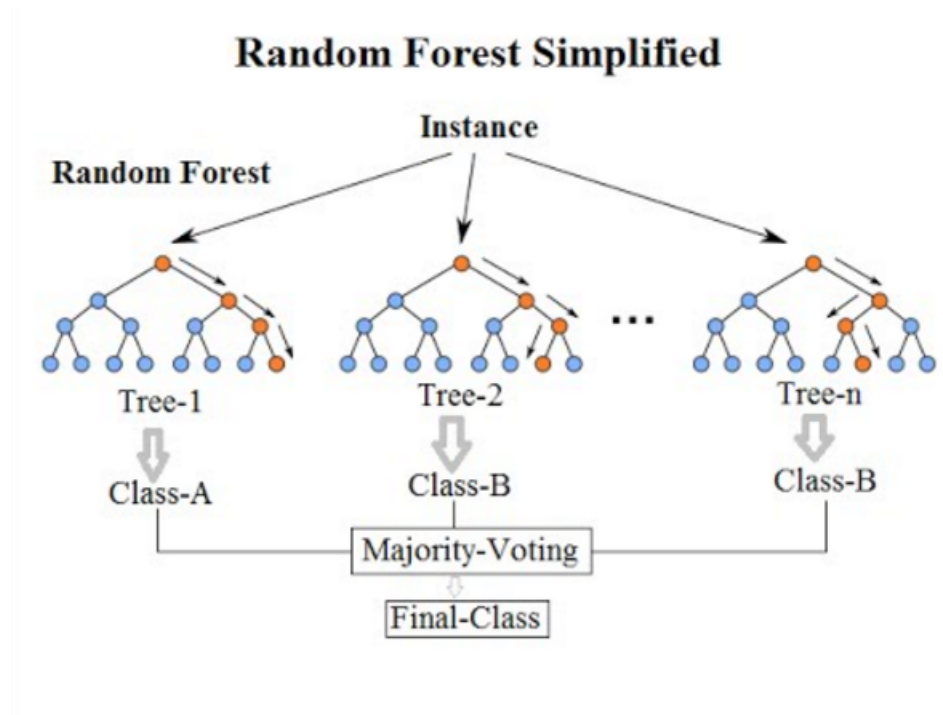 Random Forest Simplified
Instance
Random Forest
...
Tree-1
Tree-2
Tree-n
Class-A
Class-B
Class-B
Majority-Voting
Final-Class